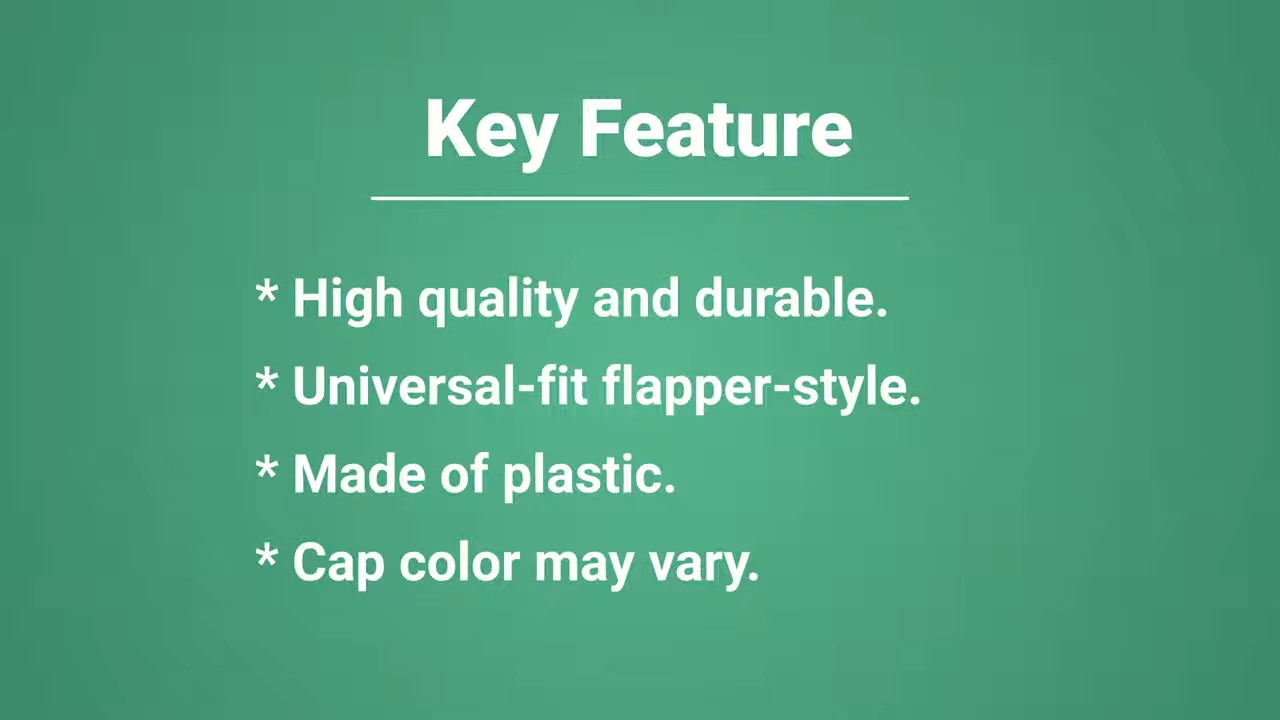 Key Feature
* High quality and durable.
* Universal-fit flapper-style.
* Made of plastic.
* Cap color may vary.